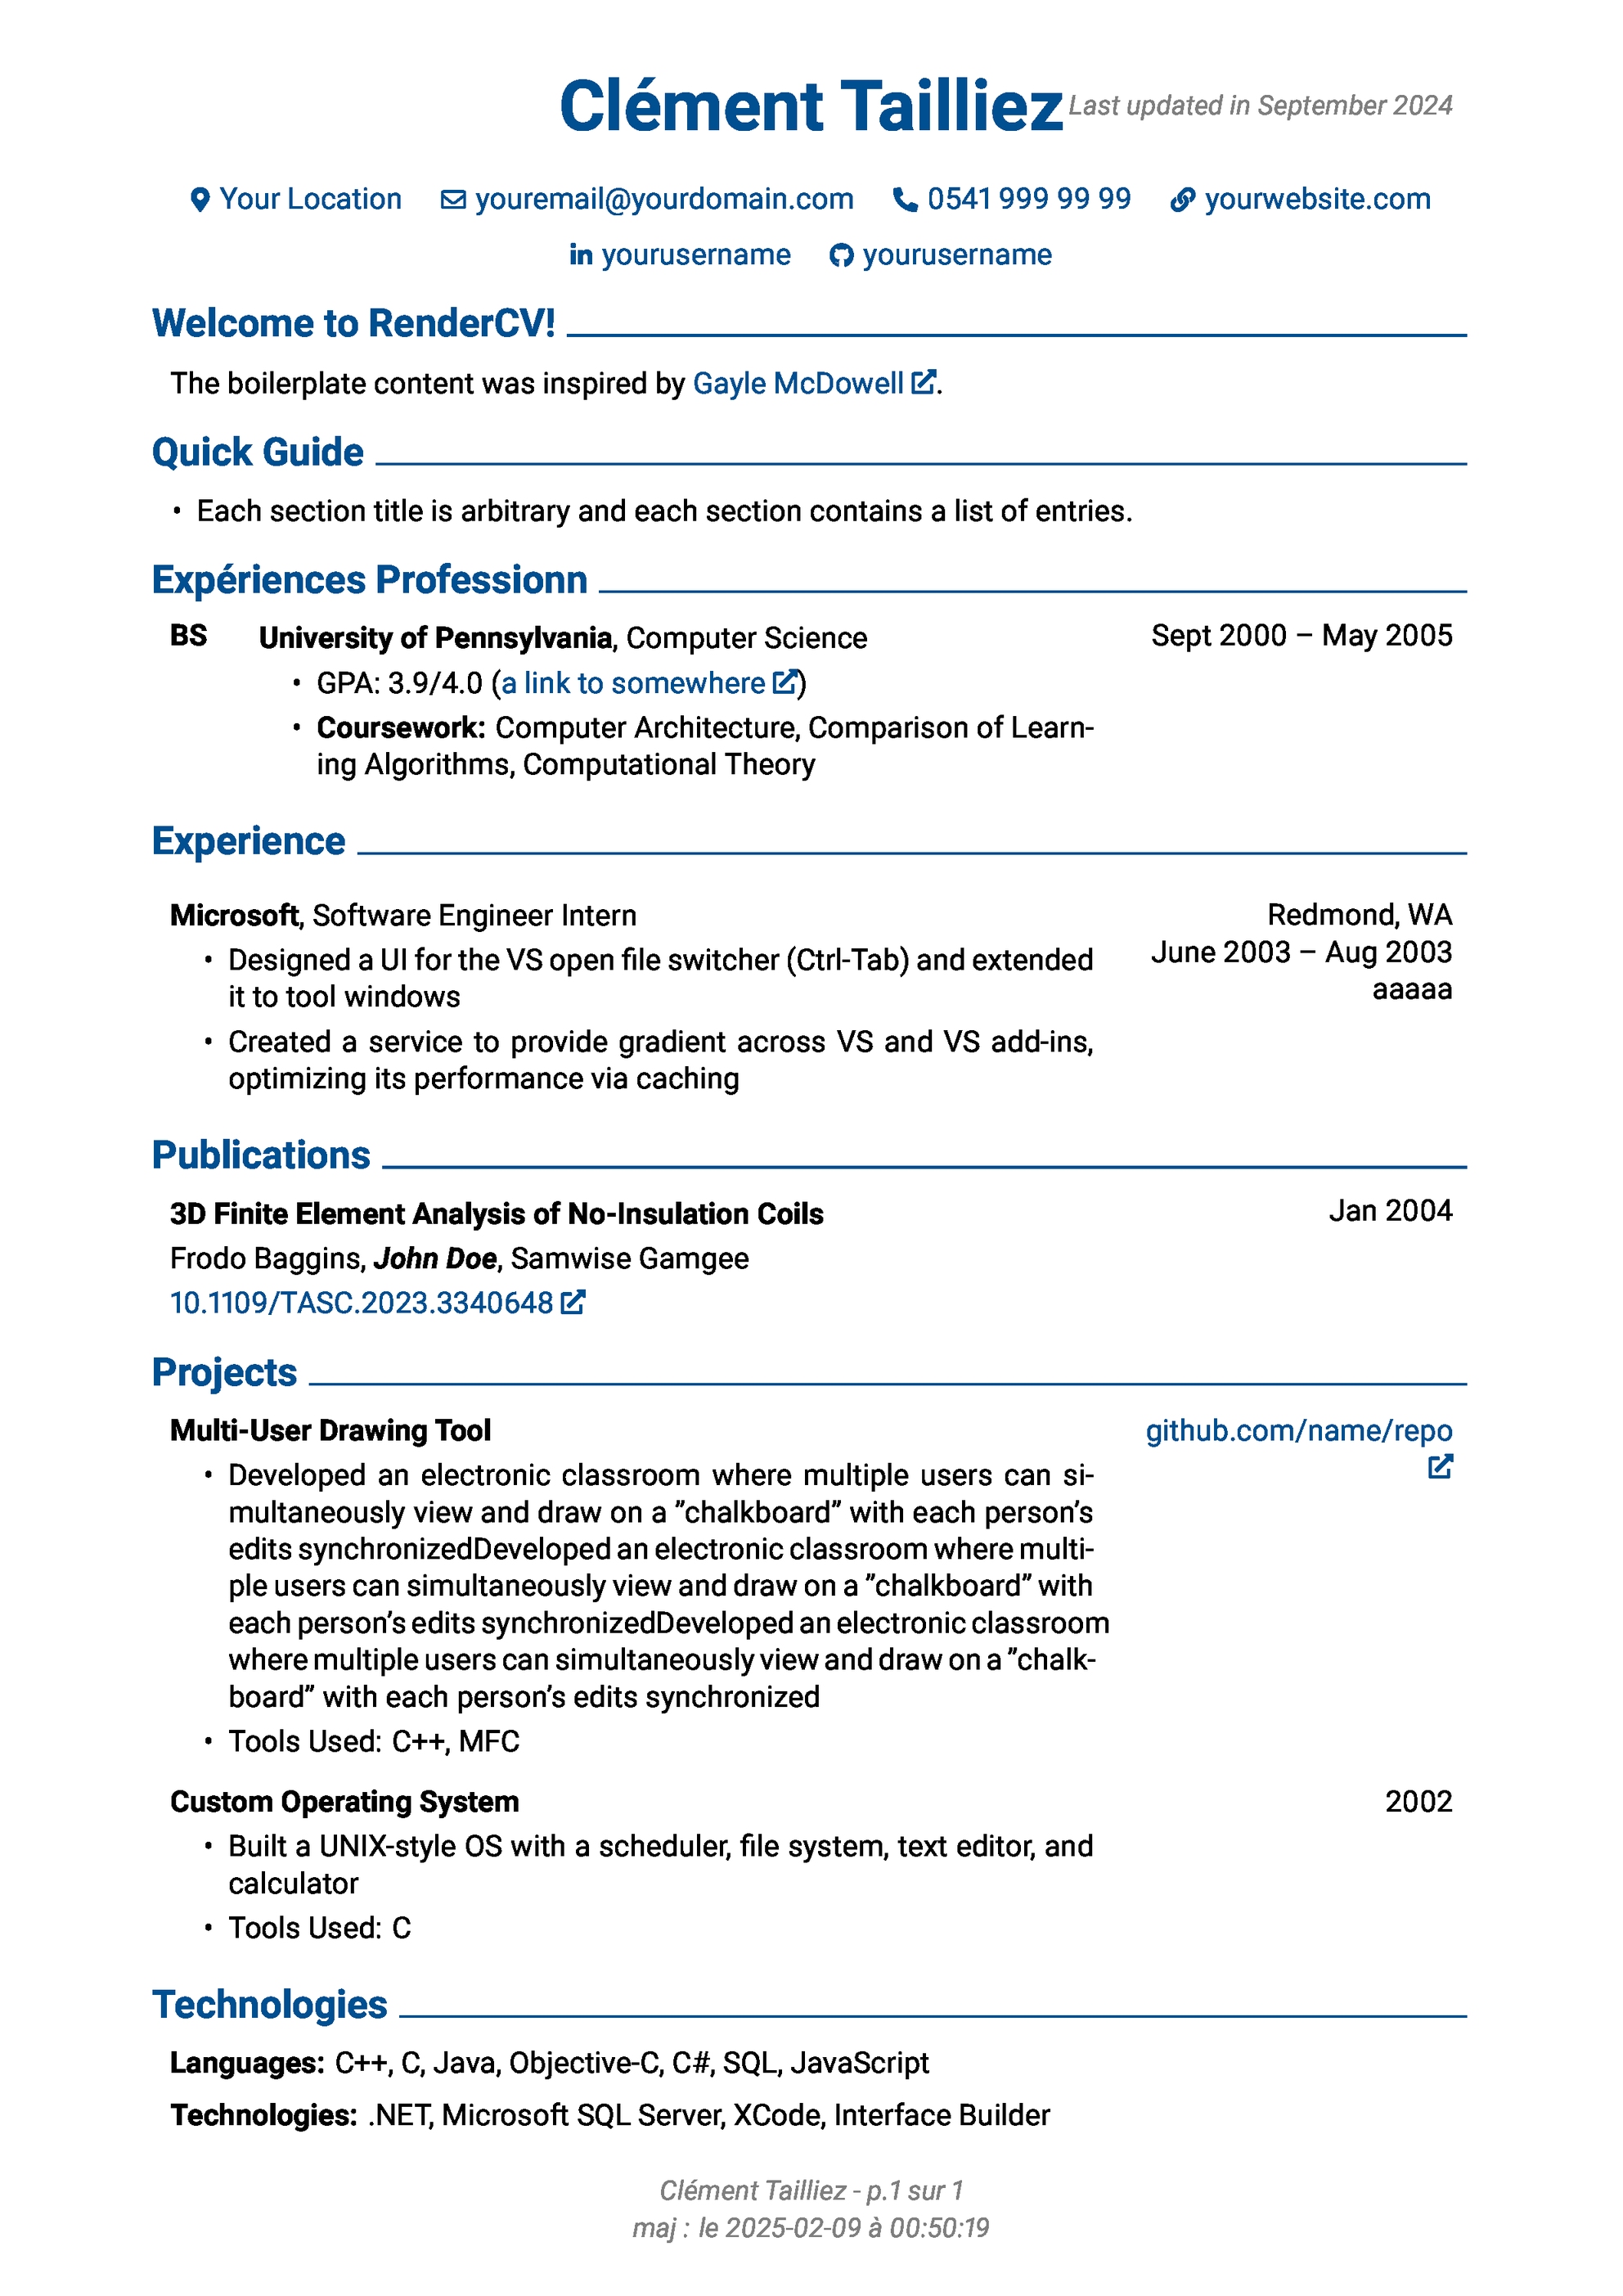 Clément Tailliez Last updated in September 2024
Your Location youremail@yourdomain.com 0541 999 99 99 yourwebsite.com
yourusername yourusername
Welcome to RenderCV!
The boilerplate content was inspired by Gayle McDowell.
Quick Guide
• Each section title is arbitrary and each section contains a list of entries.
Expériences Professionn
BS University of Pennsylvania, Computer Science Sept 2000 – May 2005
• GPA: 3.9/4.0 (a link to somewhere)
• Coursework: Computer Architecture, Comparison of Learn-
ing Algorithms, Computational Theory
Experience
Microsoft, Software Engineer Intern Redmond, WA
• Designed a UI for the VS open file switcher (Ctrl-Tab) and extended June 2003 – Aug 2003
it to tool windows aaaaa
• Created a service to provide gradient across VS and VS add-ins,
optimizing its performance via caching
Publications
3D Finite Element Analysis of No-Insulation Coils Jan 2004
Frodo Baggins, John Doe, Samwise Gamgee
10.1109/TASC.2023.3340648
Projects
Multi-User Drawing Tool github.com/name/repo
• Developed an electronic classroom where multiple users can si-
multaneously view and draw on a ”chalkboard” with each person’s
edits synchronizedDeveloped an electronic classroom where multi-
ple users can simultaneously view and draw on a ”chalkboard” with
each person’s edits synchronizedDeveloped an electronic classroom
where multiple users can simultaneously view and draw on a ”chalk-
board” with each person’s edits synchronized
• Tools Used: C++, MFC
Custom Operating System 2002
• Built a UNIX-style OS with a scheduler, file system, text editor, and
calculator
• Tools Used: C
Technologies
Languages: C++, C, Java, Objective-C, C#, SQL, JavaScript
Technologies: .NET, Microsoft SQL Server, XCode, Interface Builder
Clément Tailliez - p.1 sur 1
maj : le 2025-02-09 à 00:50:19